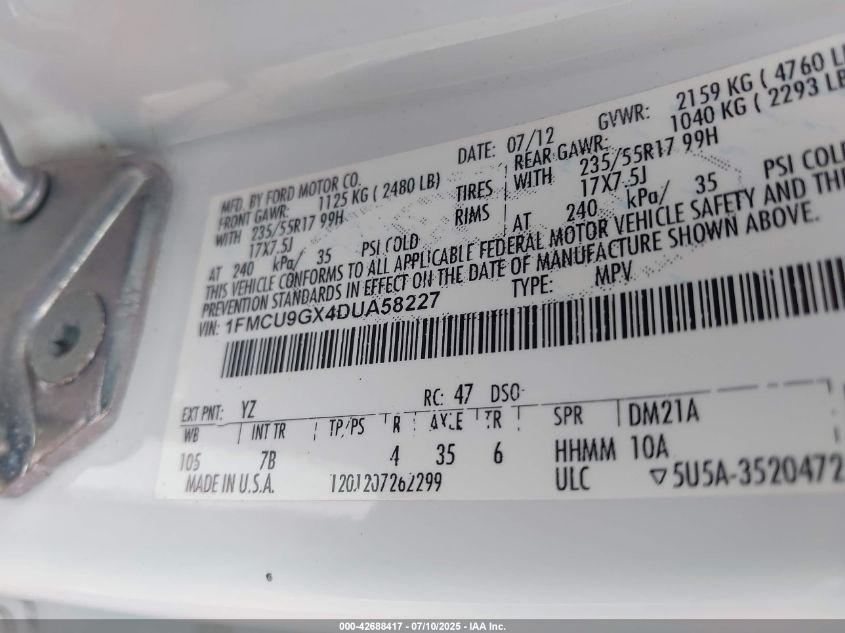 MFD. BY FORD MOTOR CO. DATE: 07/12 GVWR: 2159 KG ( 4760 LB
FRONT GAWR: 1125 KG ( 2480 LB) REAR GAWR: 1040 KG ( 2293 LB
WITH 235/55R17 99H TIRES WITH 235/55R17 99H
17X7.5J RIMS 17X7.5J
AT 240 kPa/ 35 PSI COLD AT 240 kPa/ 35 PSI COLD
THIS VEHICLE CONFORMS TO ALL APPLICABLE FEDERAL MOTOR VEHICLE SAFETY AND THE
PREVENTION STANDARDS IN EFFECT ON THE DATE OF MANUFACTURE SHOWN ABOVE.
VIN: 1FMCU9GX4DUA58227 TYPE: MPV
EXT PNT: YZ RC: 47 DSO:
WB INT TR TP/PS R AXLE TR SPR DM21A
105 7B 4 35 6 HHMM 10A
MADE IN U.S.A. 1201207262299 ULC 5U5A-3520472
000-42688417 - 07/10/2025 - IAA Inc.